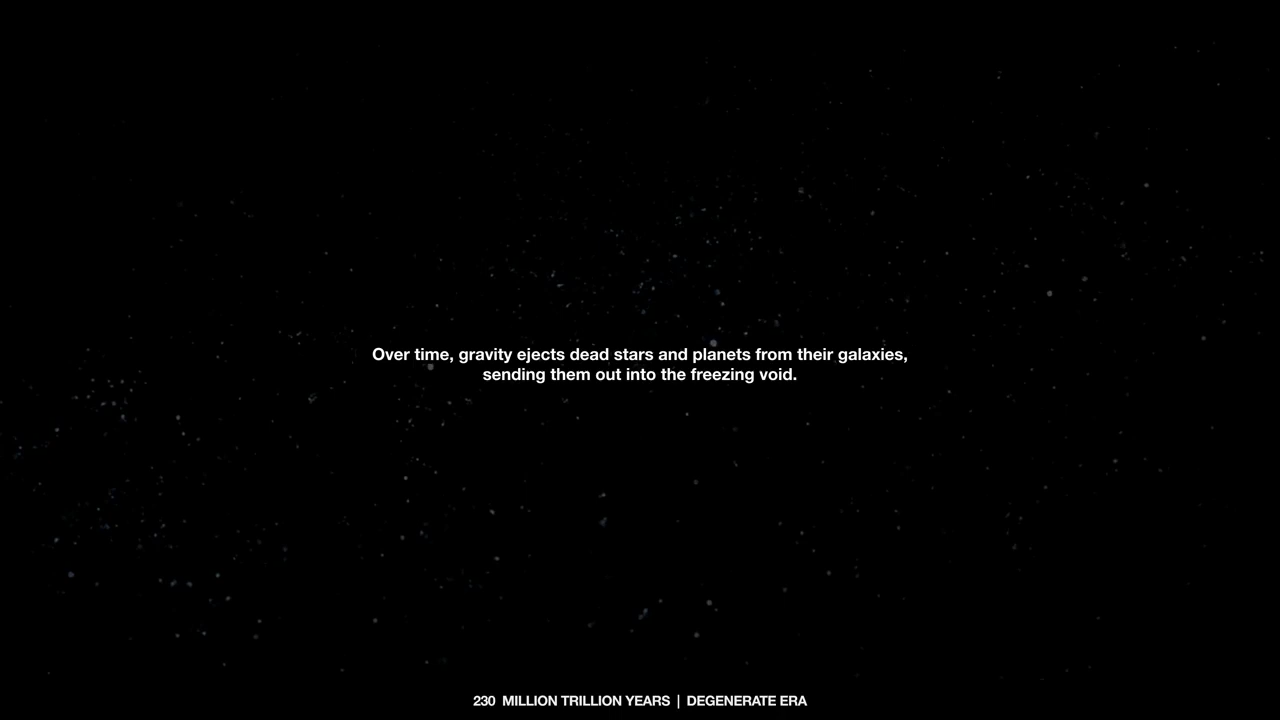 Over time, gravity ejects dead stars and planets from their galaxies,
sending them out into the freezing void.
230 MILLION TRILLION YEARS | DEGENERATE ERA